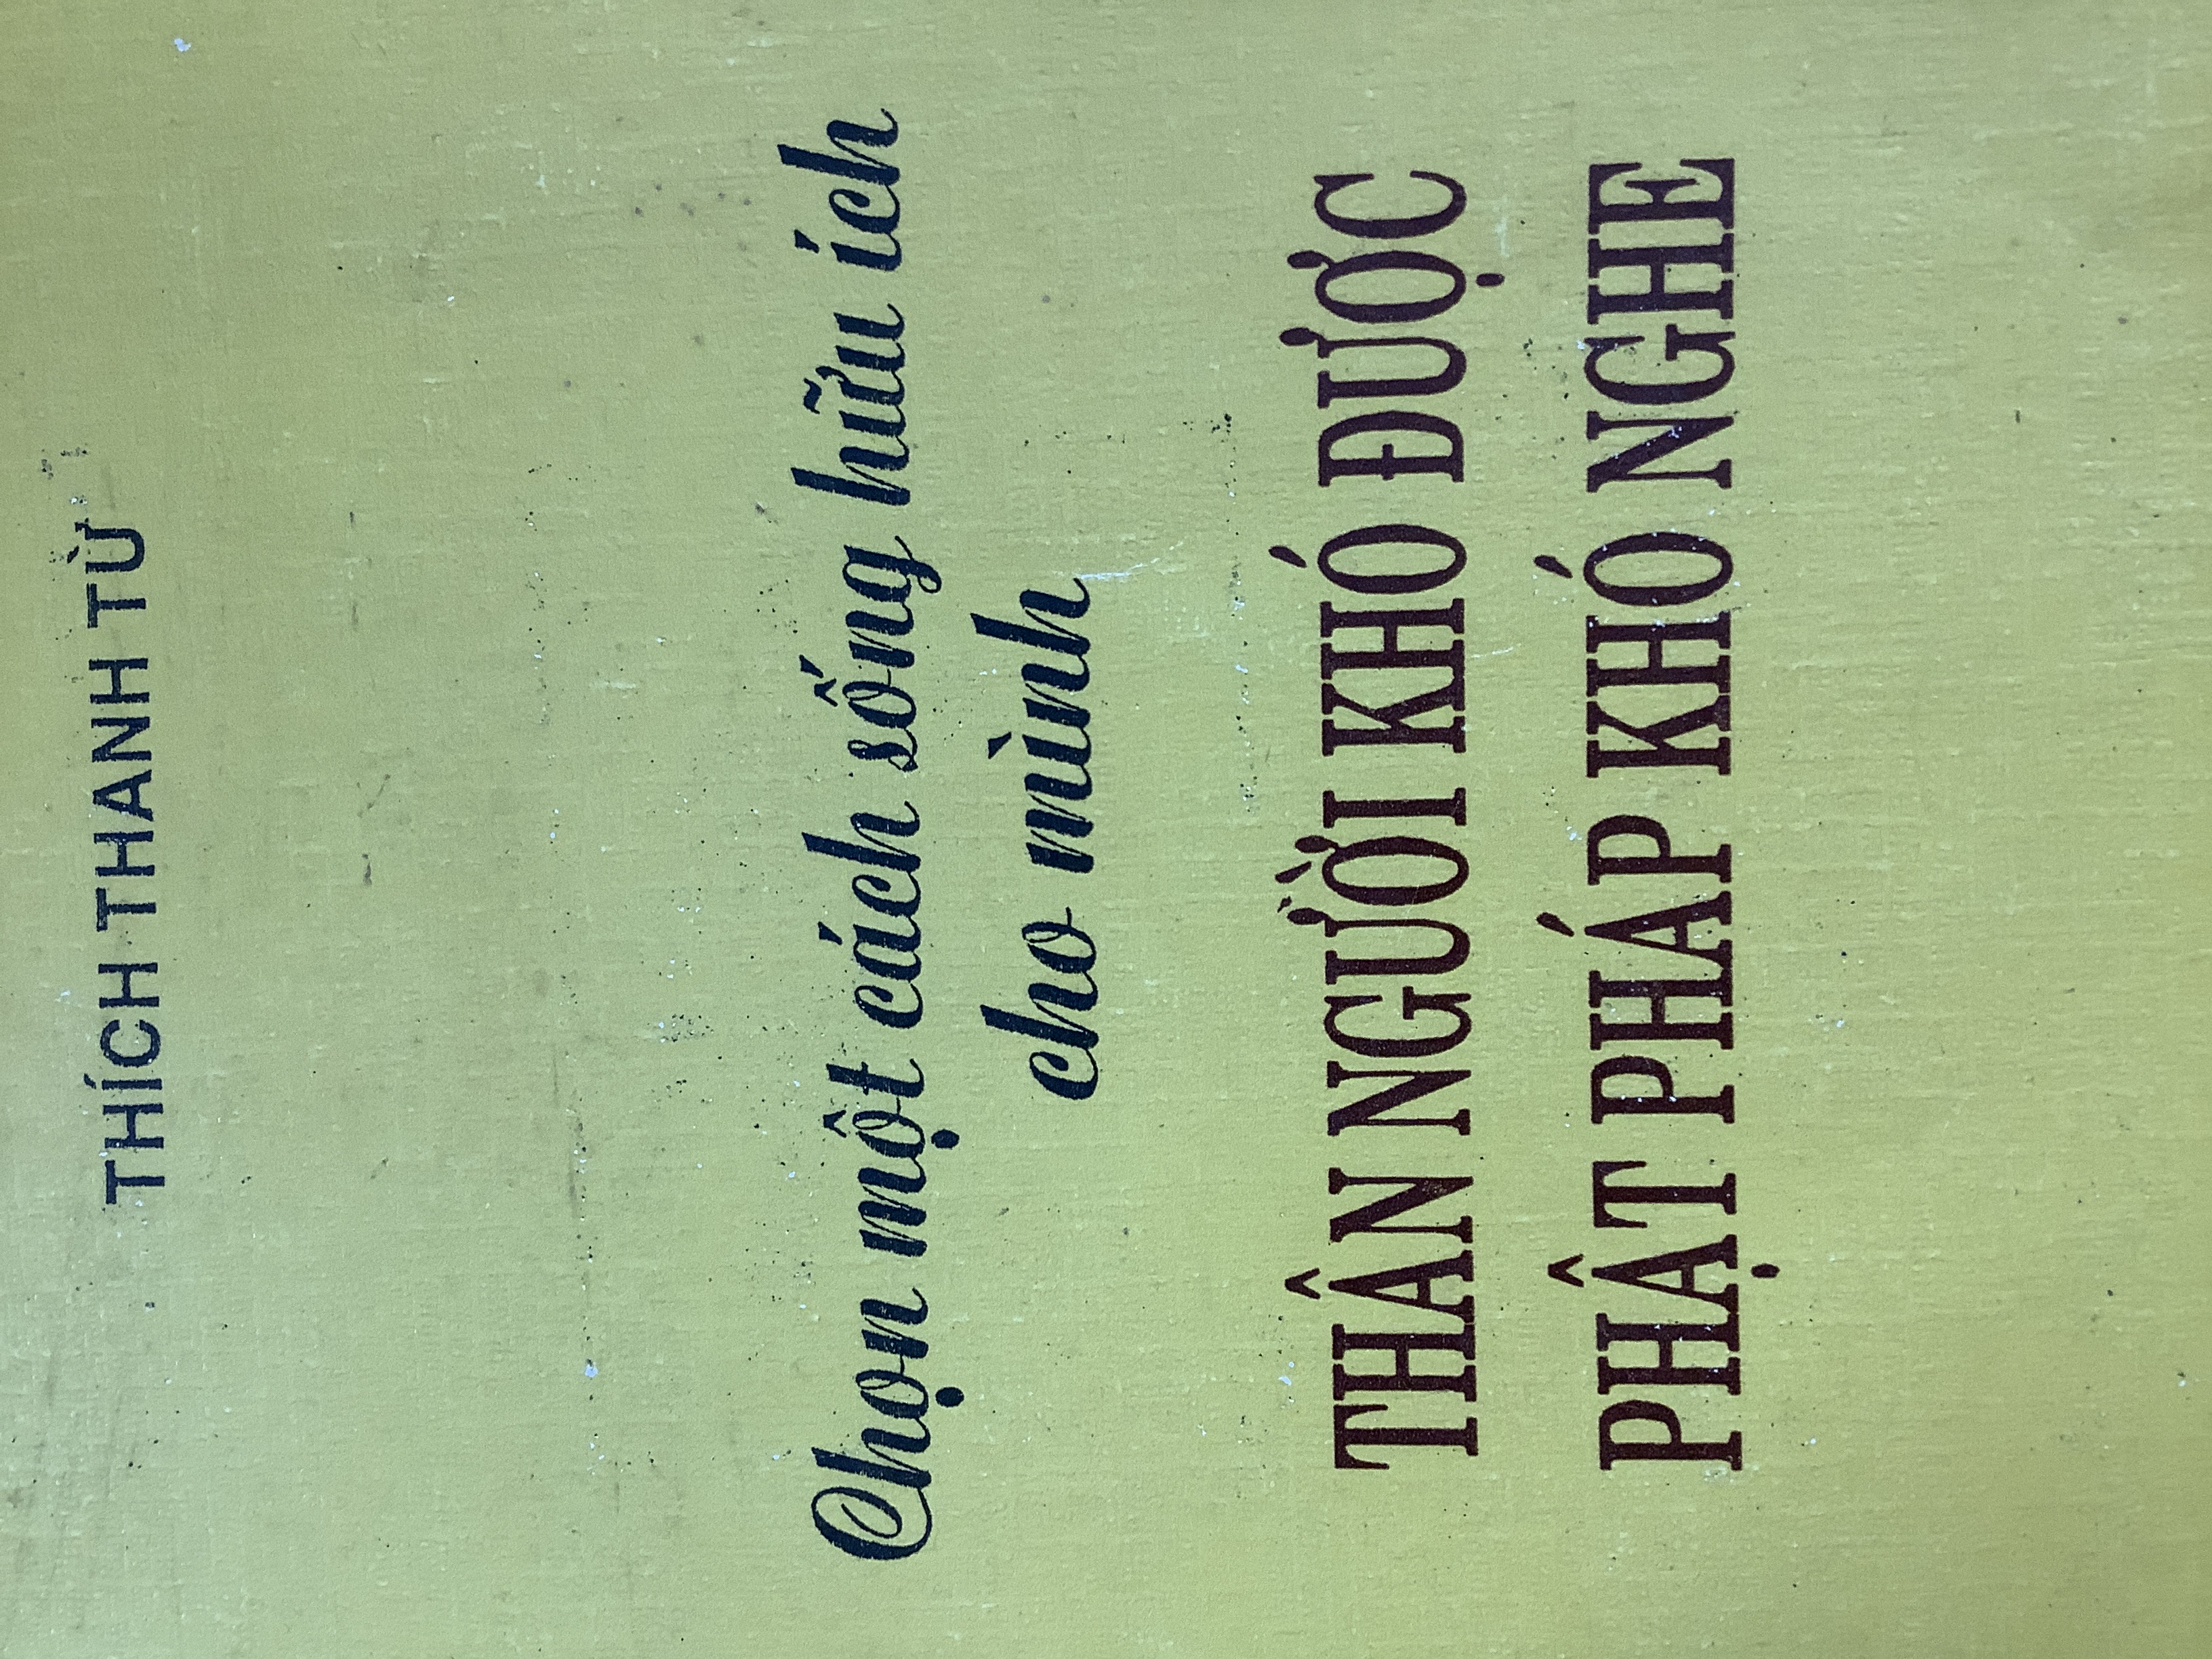 THÍCH THANH TỪ
Chọn một cách sống hữu ích
cho mình
THÂN NGƯỜI KHÓ ĐƯỢC
PHẬT PHÁP KHÓ NGHE